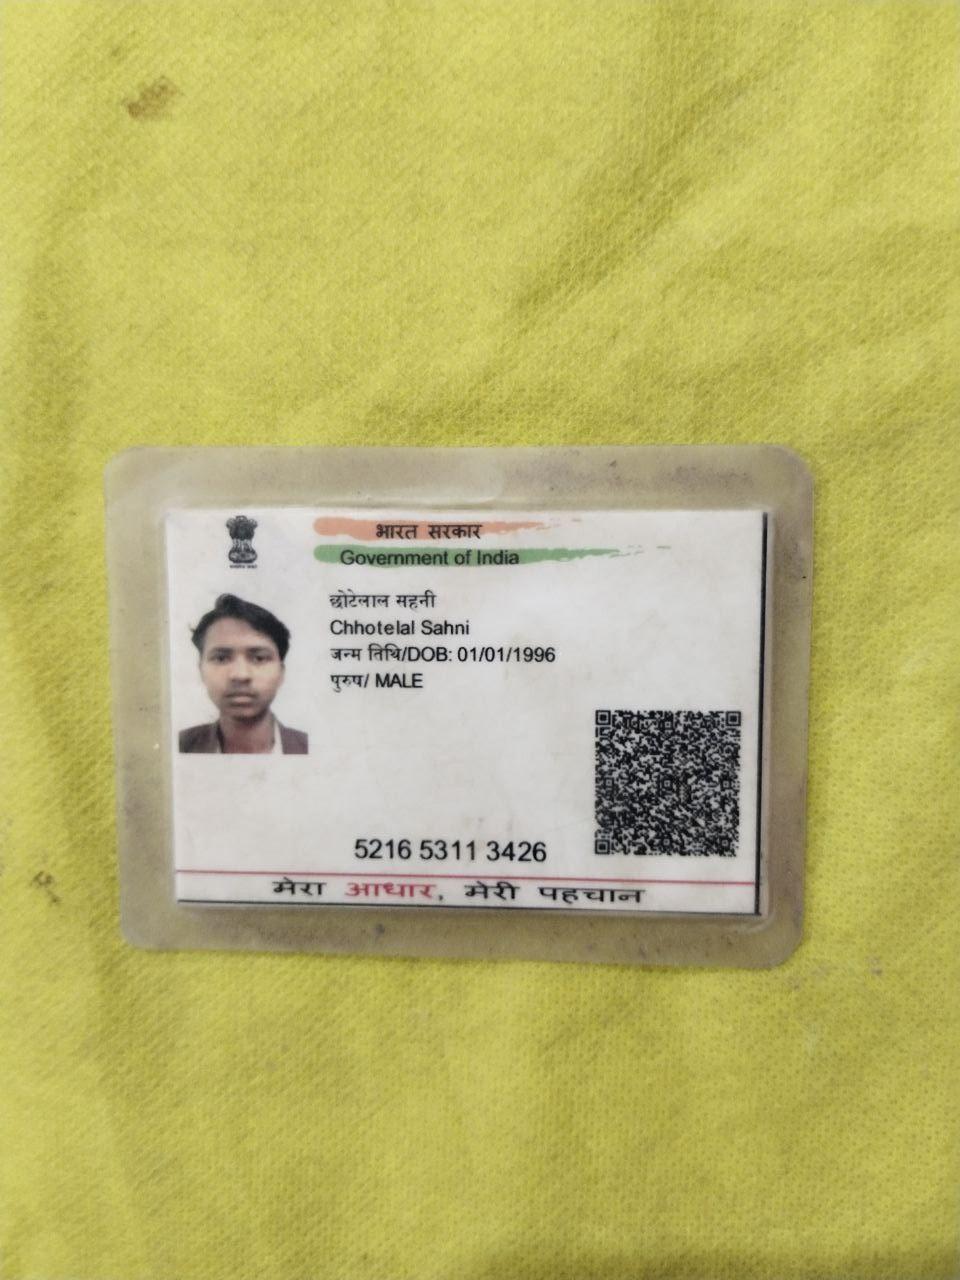 भारत सरकार
Government of India
छोटेलाल सहनी
Chhotelal Sahni
जन्म तिथि/DOB: 01/01/1996
पुरुष/ MALE
5216 5311 3426
मेरा आधार, मेरी पहचान